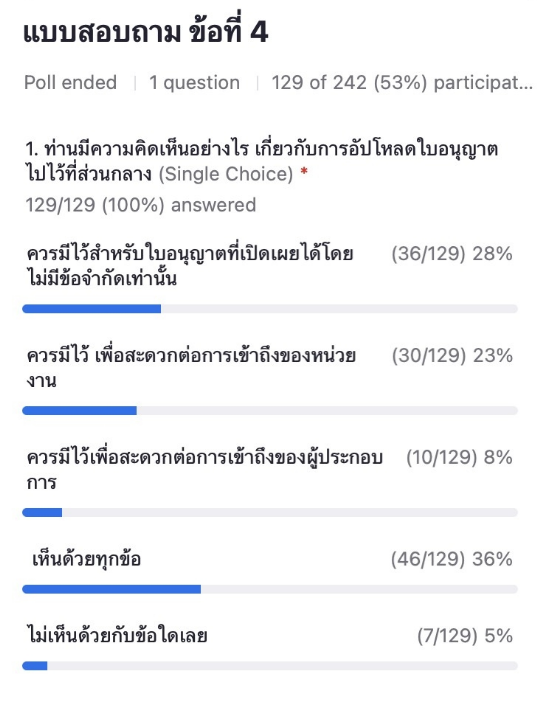 แบบสอบถาม ข้อที่ 4
Poll ended | 1 question | 129 of 242 (53%) participat...
1. ท่านมีความคิดเห็นอย่างไร เกี่ยวกับการอัปโหลดใบอนุญาต
ไปไว้ที่ส่วนกลาง (Single Choice) *
129/129 (100%) answered
ควรมีไว้สำหรับใบอนุญาตที่เปิดเผยได้โดย (36/129) 28%
ไม่มีข้อจำกัดเท่านั้น
ควรมีไว้ เพื่อสะดวกต่อการเข้าถึงของหน่วย (30/129) 23%
งาน
ควรมีไว้เพื่อสะดวกต่อการเข้าถึงของผู้ประกอบ (10/129) 8%
การ
เห็นด้วยทุกข้อ (46/129) 36%
ไม่เห็นด้วยกับข้อใดเลย (7/129) 5%